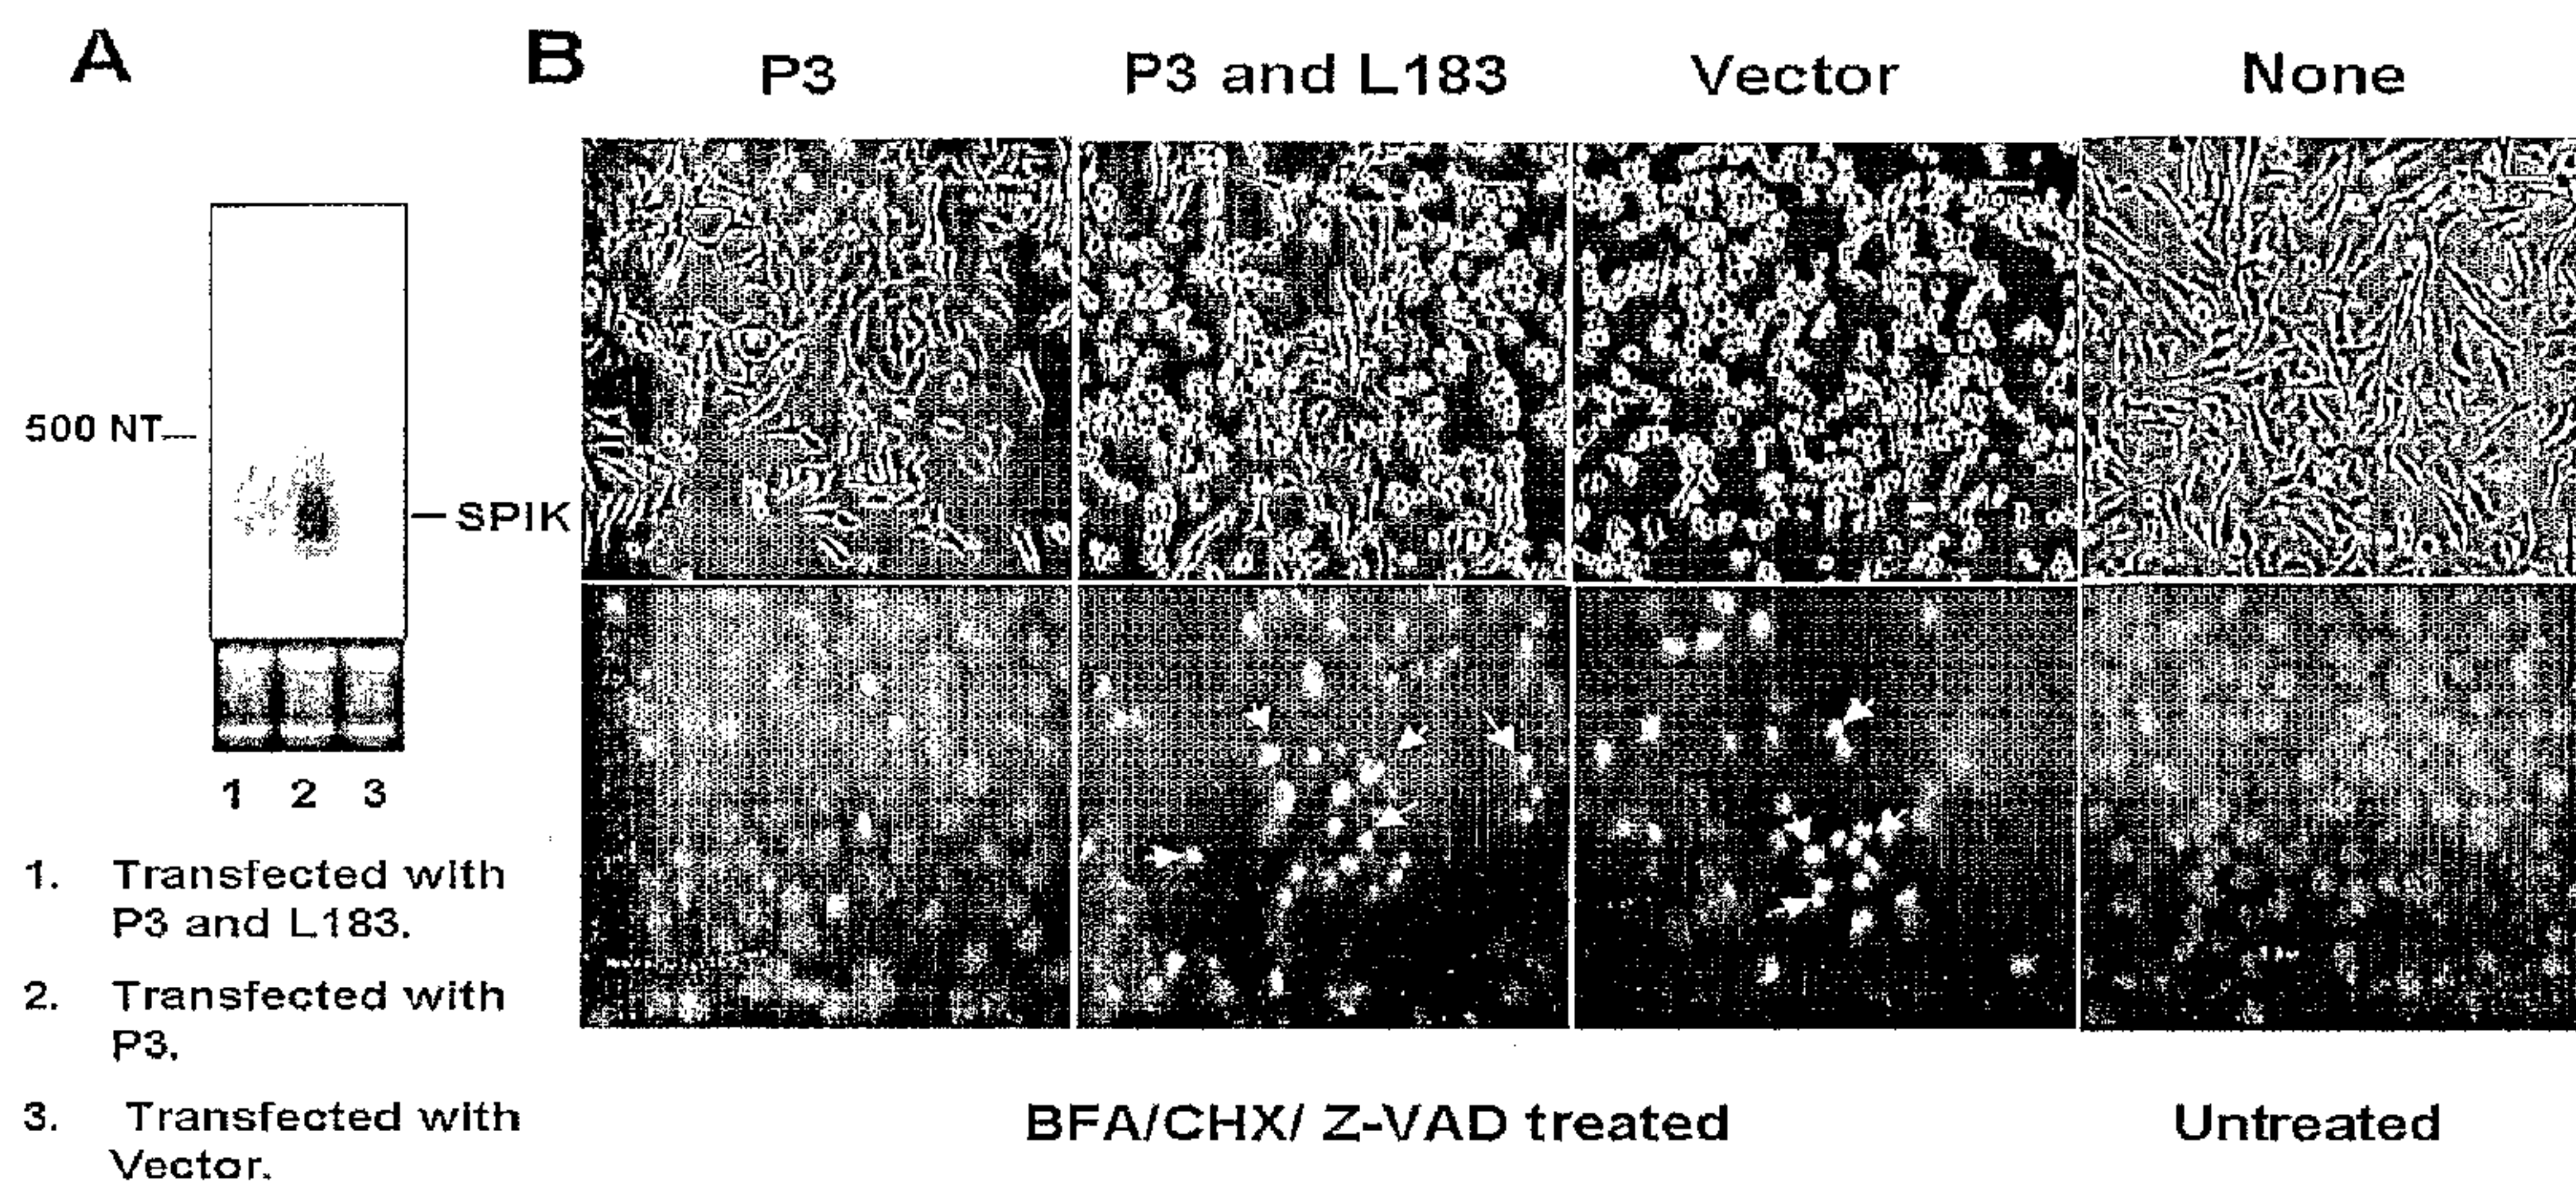 A
B
P3
P3 and L183
Vector
None
500 NT
SPIK
1 2 3
1. Transfected with
P3 and L183.
2. Transfected with
P3.
3. Transfected with
Vector.
BFA/CHX/ Z-VAD treated
Untreated